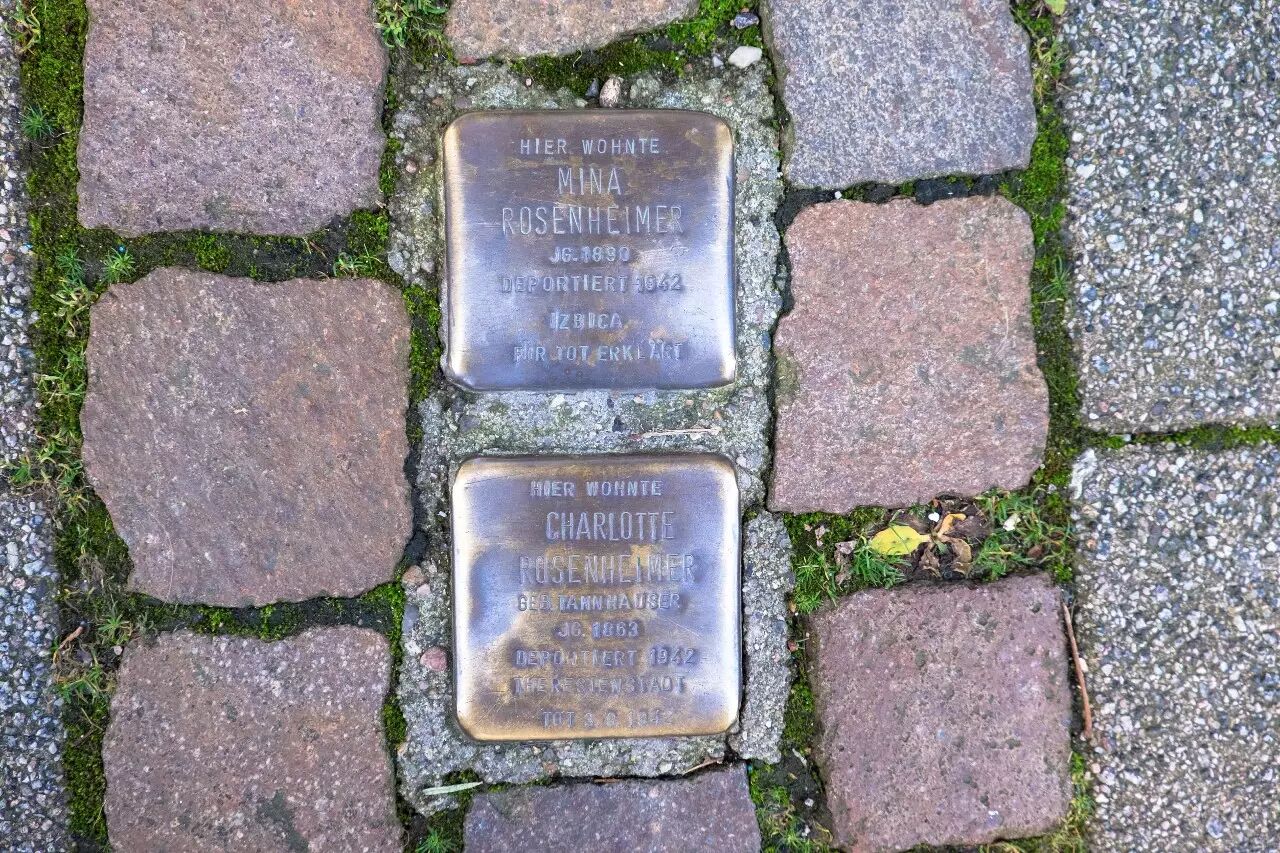 HIER WOHNTE
MINA
ROSENHEIMER
JG. 1890
DEPORTIERT 1942
IZBICA
FÜR TOT ERKLÄRT
HIER WOHNTE
CHARLOTTE
ROSENHEIMER
GEB. TANNHAUSER
JG. 1863
DEPORTIERT 1942
THERESIENSTADT
TOT